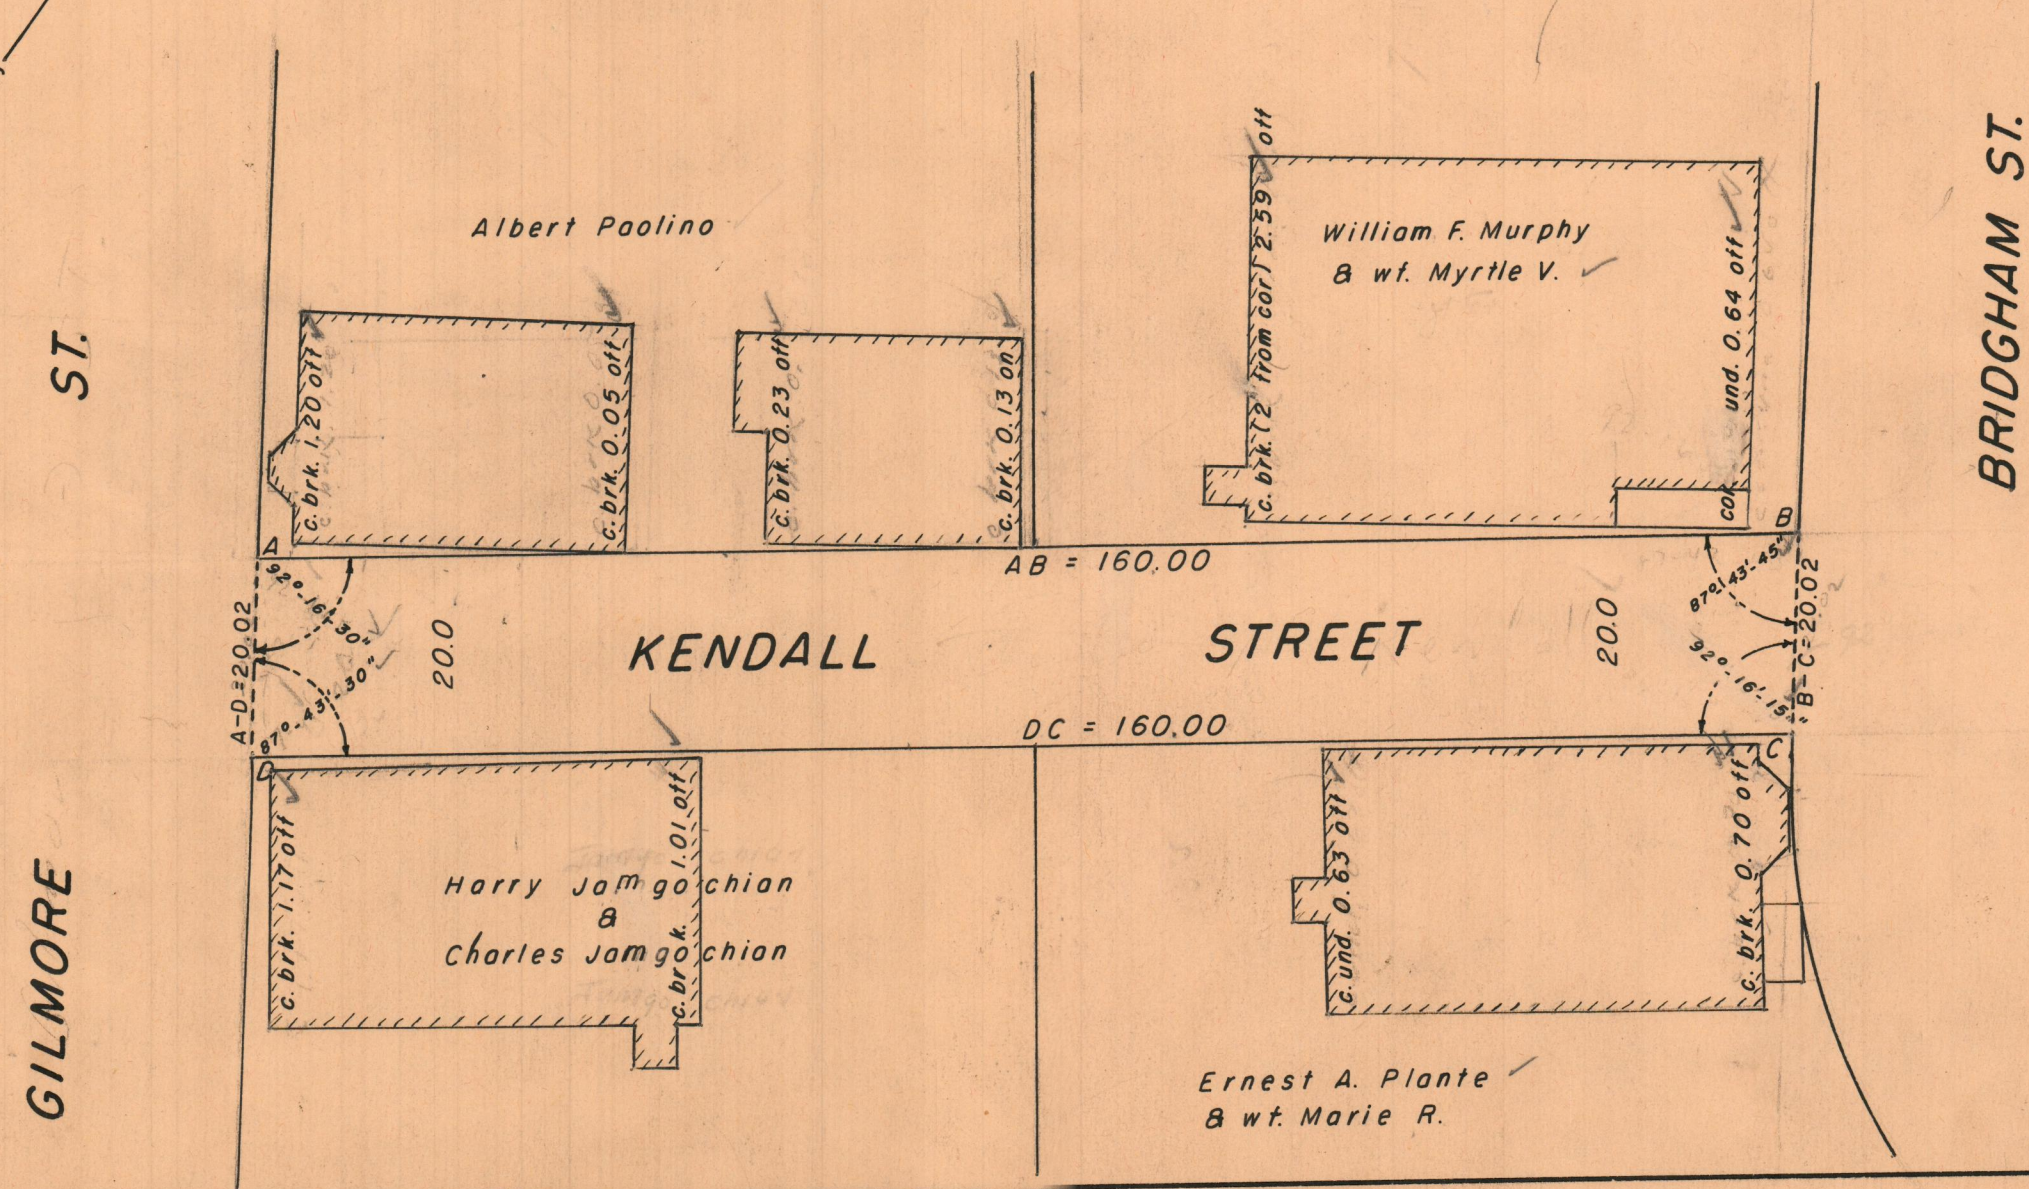 Albert Paolino
William F. Murphy
& wf. Myrtle V.
c. brk. 1.20 off
c. brk. 0.05 off
c. brk. 0.23 off
c. brk. 0.13 on
c. brk. (2 from cor) 2.59 off
cor. und. 0.64 off
BRIDGHAM ST.
GILMORE ST.
A
B
AB = 160.00
92°-16'-30"
87°-43'-30"
A-D=20.02
20.0
KENDALL STREET
20.0
87°-43'-45"
92°-16'-15"
B-C=20.02
DC = 160.00
D
C
c. brk. 1.17 off
c. brk. 1.01 off
Harry Jamgochian
&
Charles Jamgochian
c. und. 0.63 off
c. brk. 0.70 off
Ernest A. Plante
& wf. Marie R.